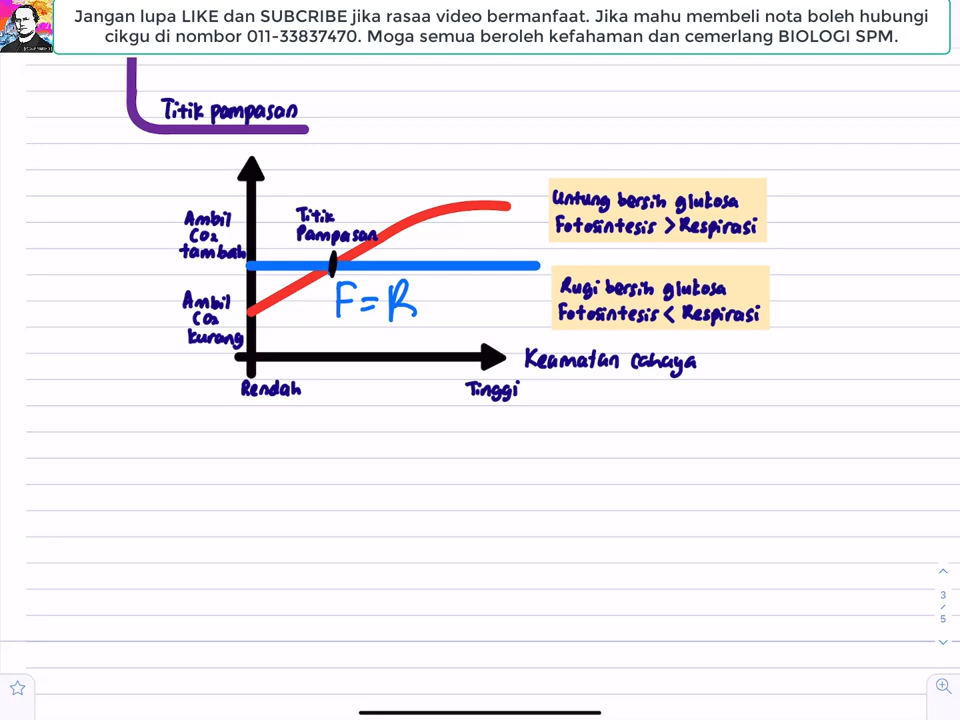 Jangan lupa LIKE dan SUBCRIBE jika rasaa video bermanfaat. Jika mahu membeli nota boleh hubungi
cikgu di nombor 011-33837470. Moga semua beroleh kefahaman dan cemerlang BIOLOGI SPM.
Titik pampasan
Ambil
CO2
tambah
Titik
Pampasan
Untung bersih glukosa
Fotosintesis > Respirasi
Ambil
CO2
kurang
F = R
Rugi bersih glukosa
Fotosintesis < Respirasi
Keamatan cahaya
Rendah
Tinggi
3
/
5